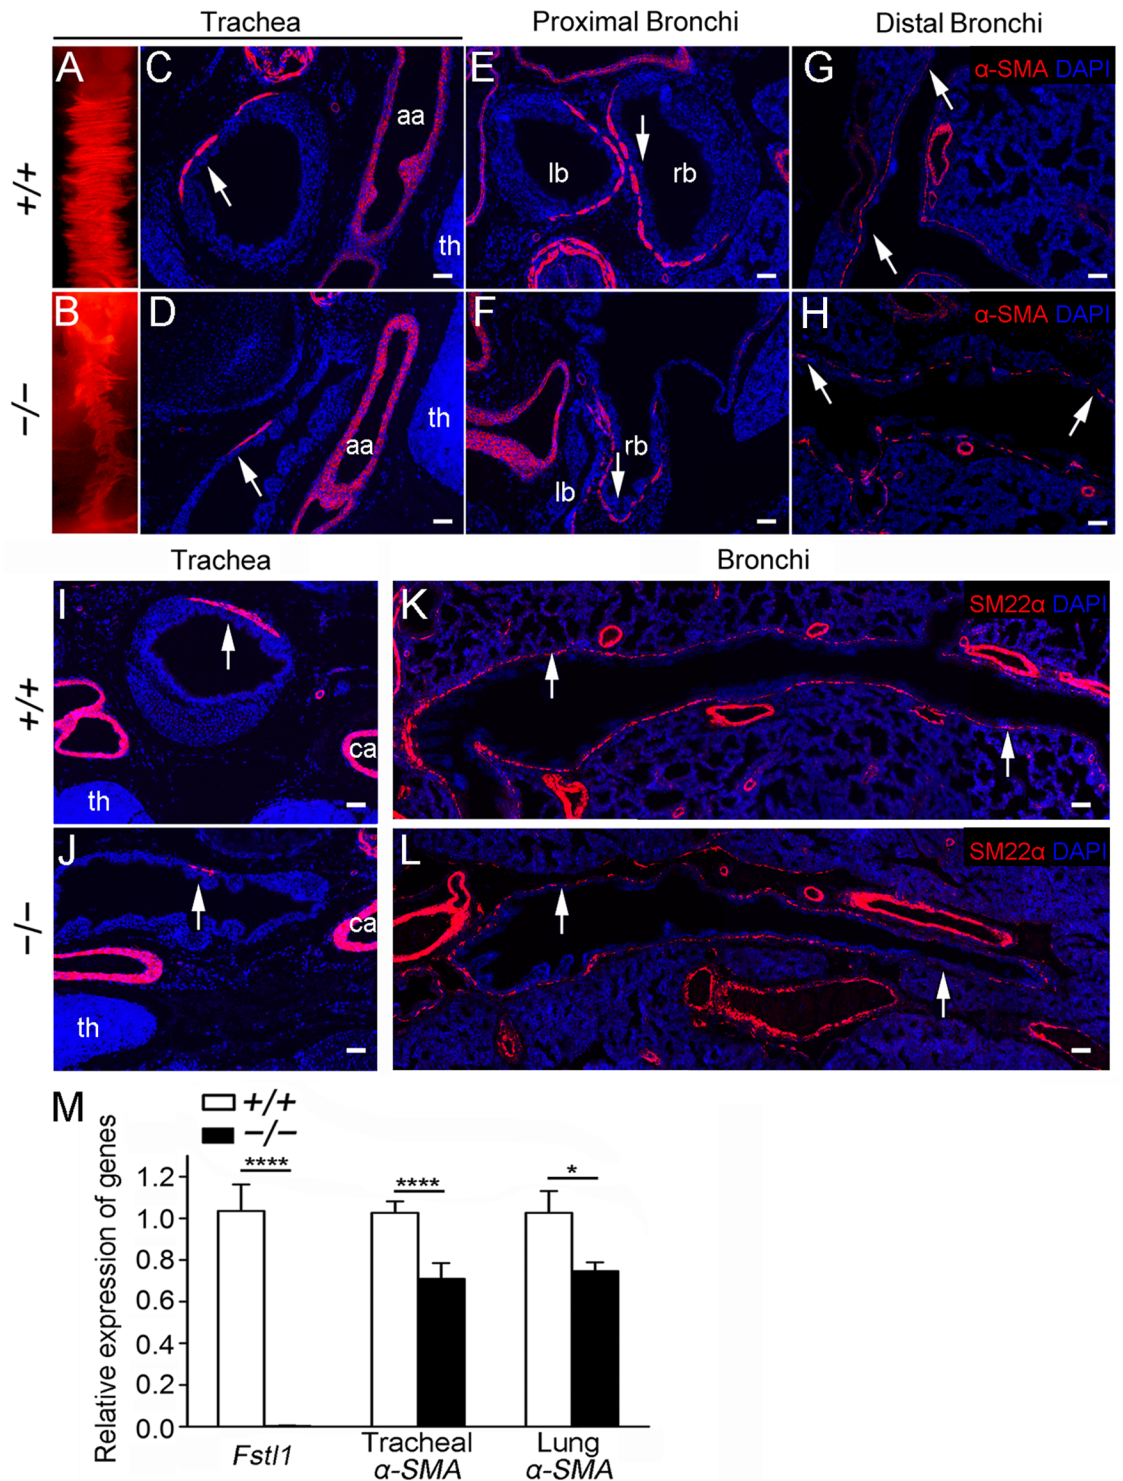 Trachea
Proximal Bronchi
Distal Bronchi
A
C
aa
th
E
lb
rb
G
α-SMA DAPI
+/+
B
D
aa
th
F
lb
rb
H
α-SMA DAPI
−/−
Trachea
Bronchi
I
th
ca
K
SM22α DAPI
+/+
J
th
ca
L
SM22α DAPI
−/−
M
+/+
−/−
Relative expression of genes
1.2
1.0
0.8
0.6
0.4
0.2
0.0
****
****
*
Fstl1
Tracheal
α-SMA
Lung
α-SMA